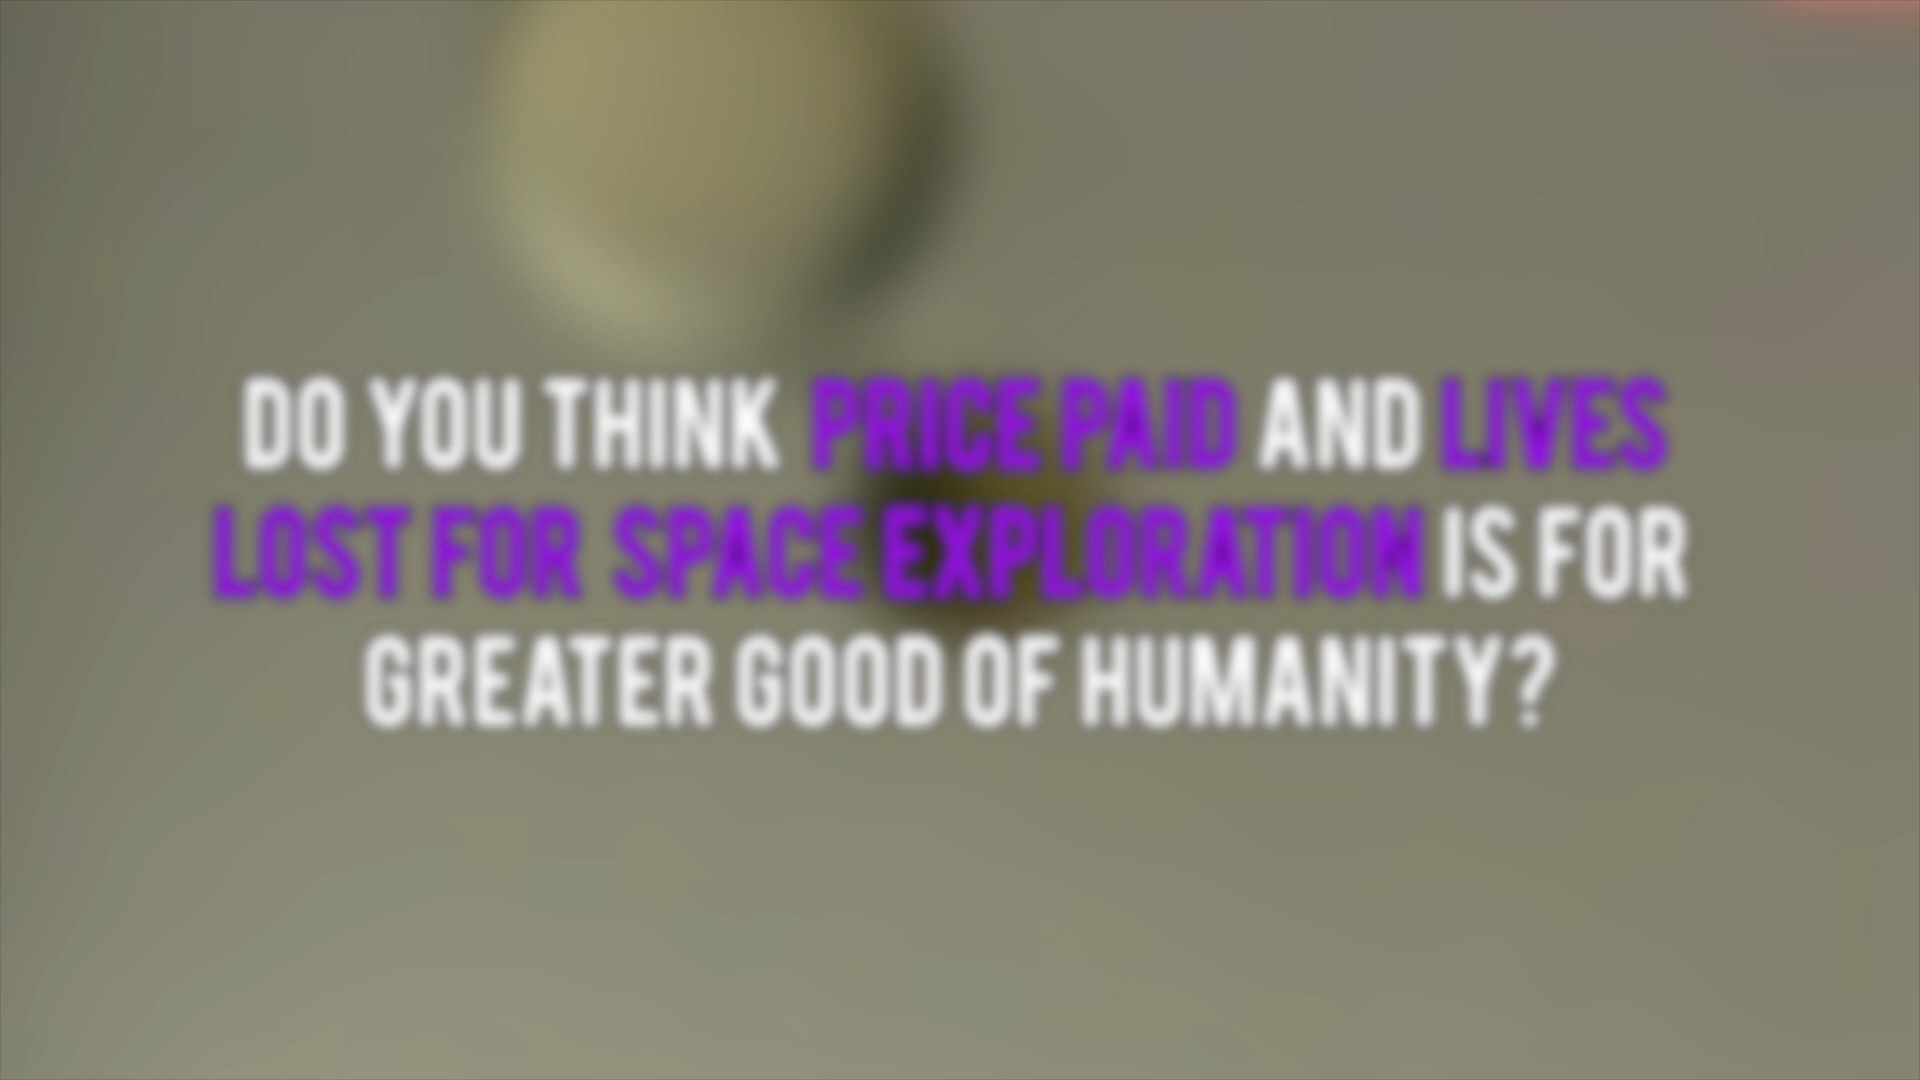 DO YOU THINK PRICE PAID AND LIVES
LOST FOR SPACE EXPLORATION IS FOR
GREATER GOOD OF HUMANITY?